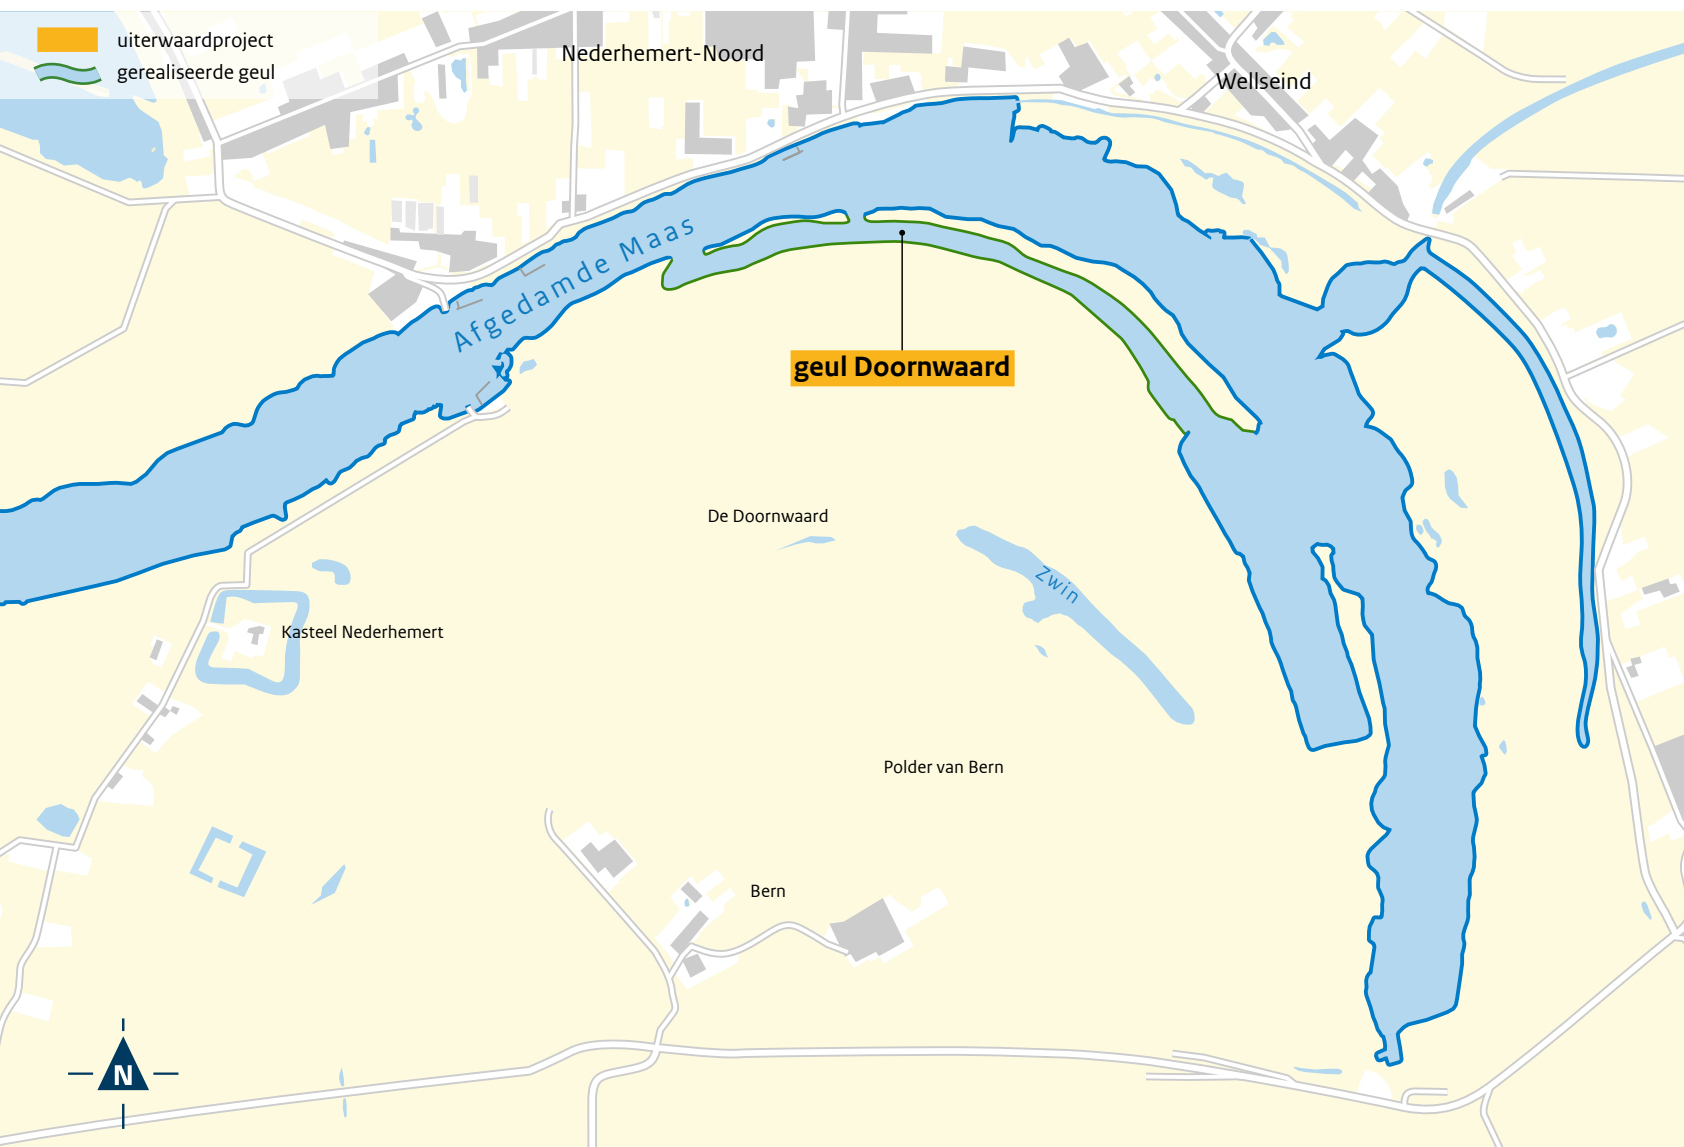 uiterwaardproject
gerealiseerde geul
Nederhemert-Noord
Wellseind
Afgedamde Maas
geul Doornwaard
De Doornwaard
Zwin
Kasteel Nederhemert
Polder van Bern
Bern
N